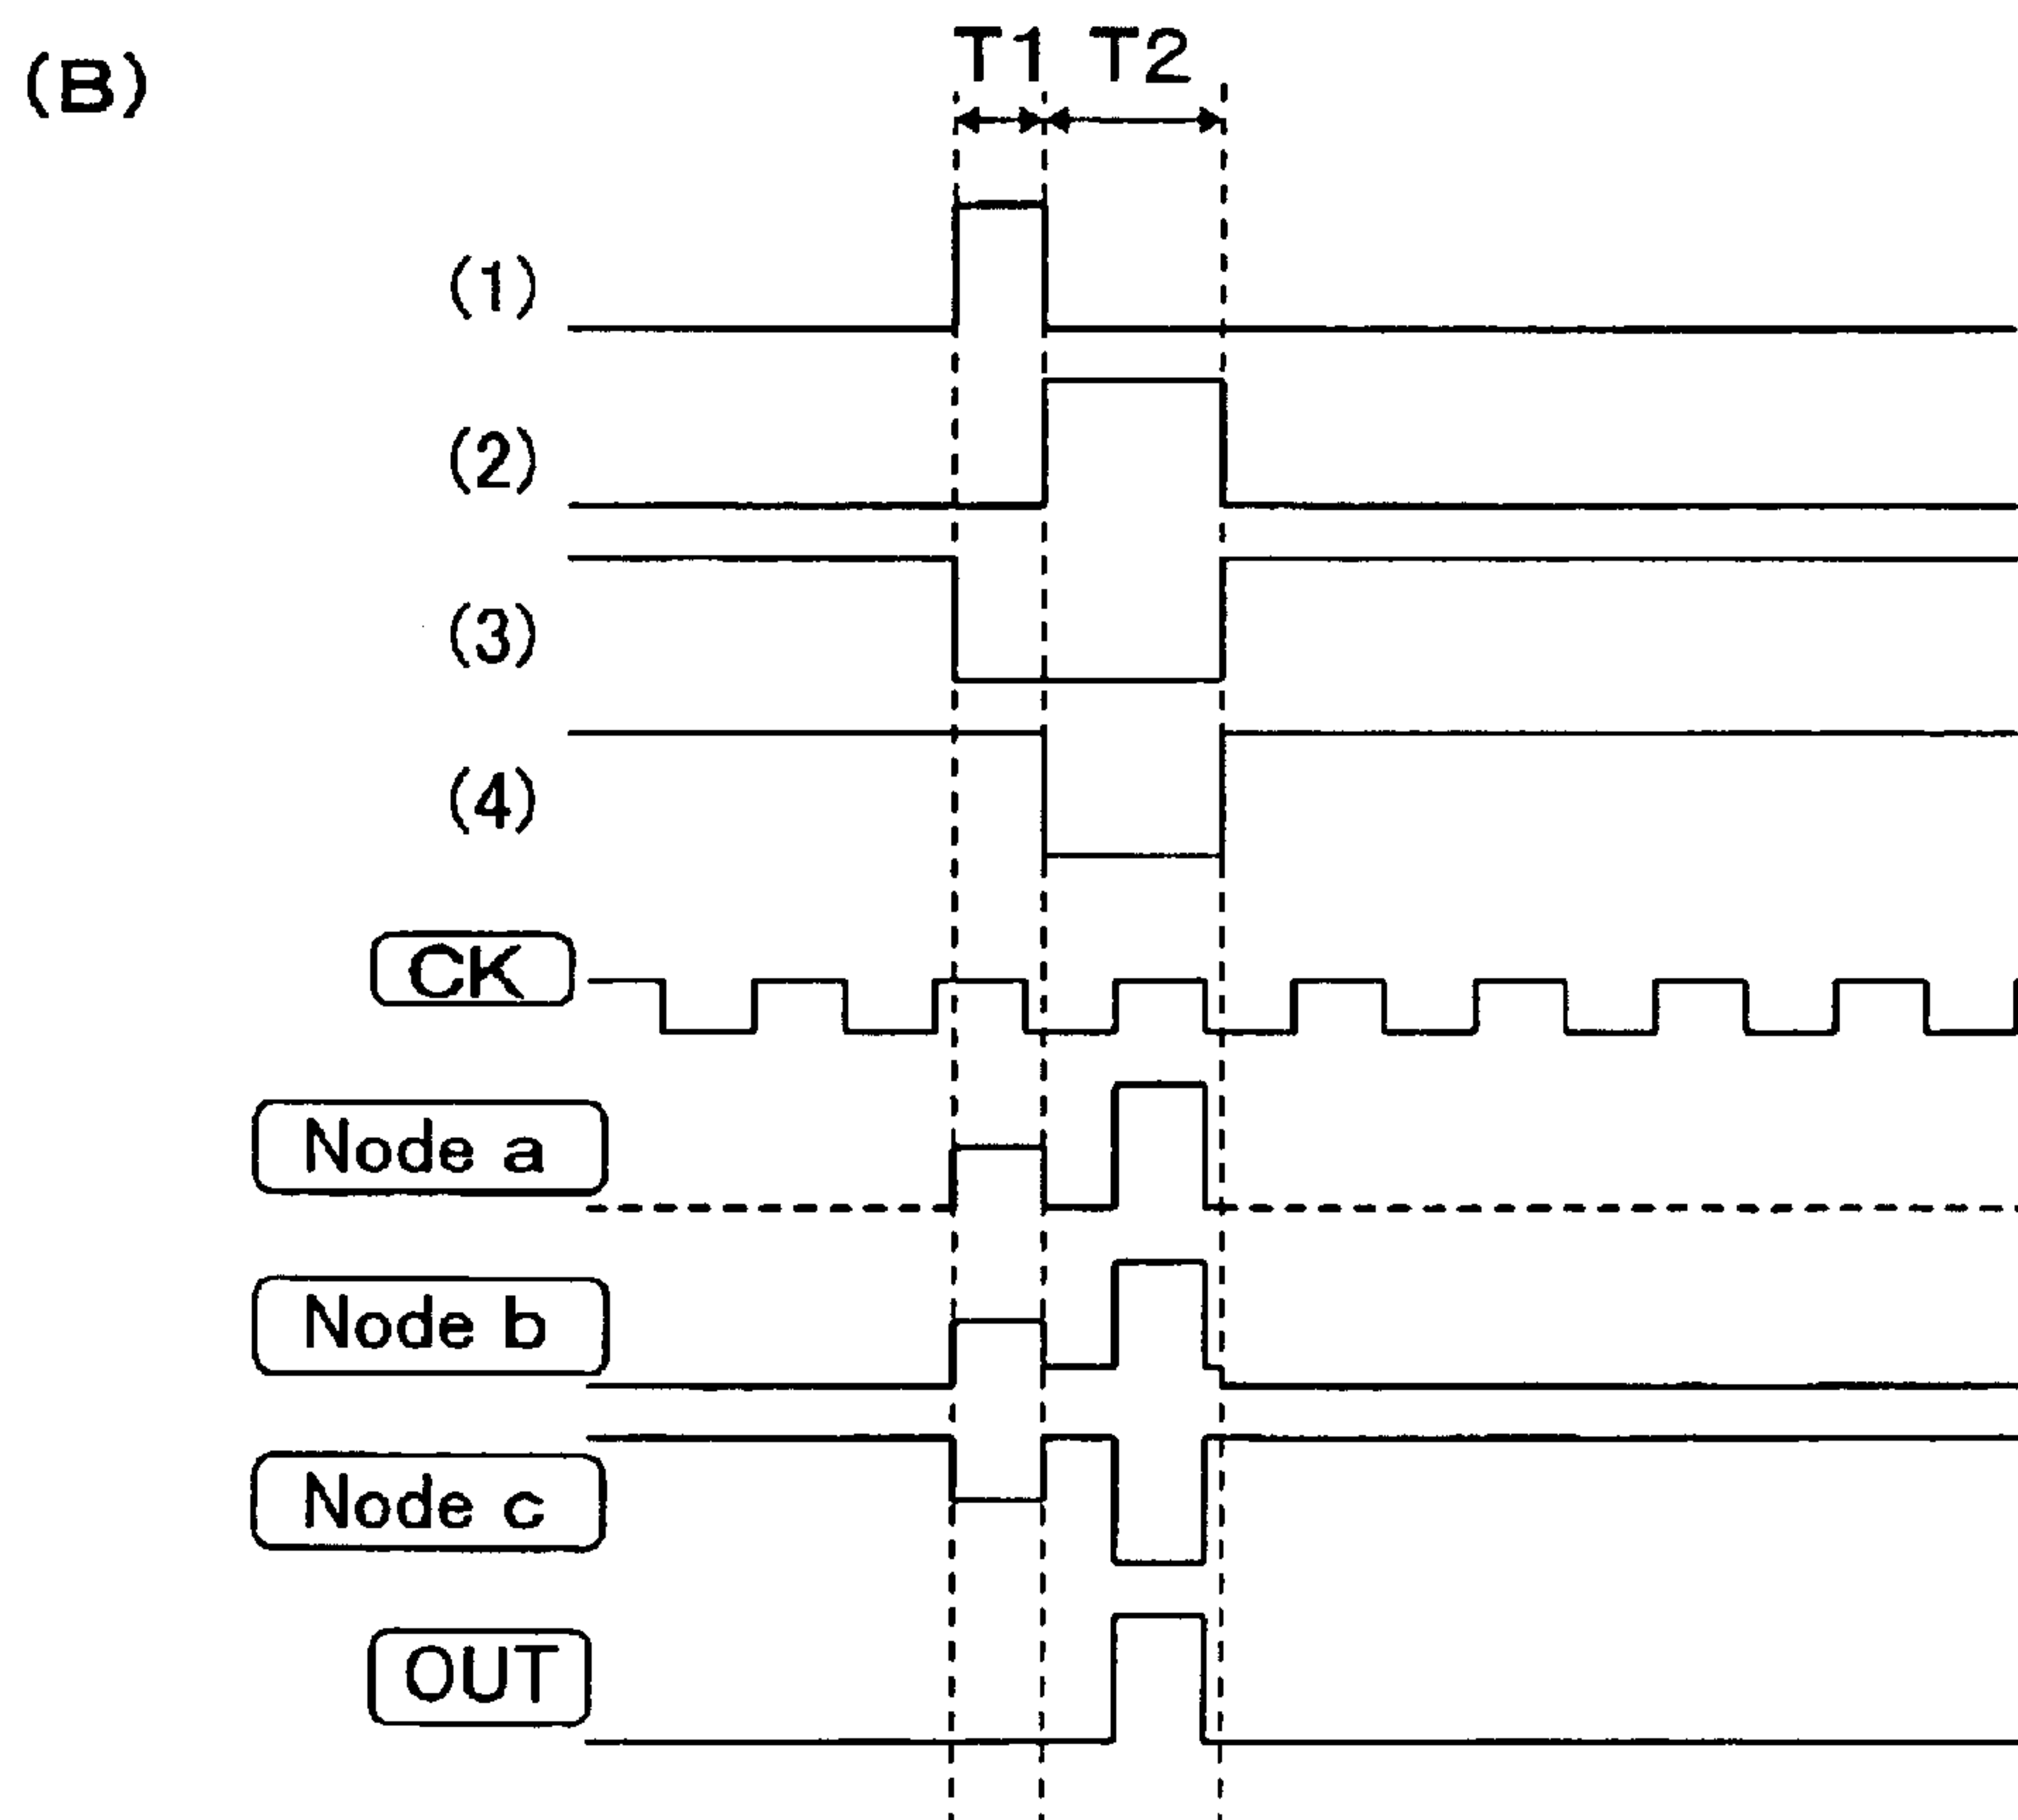 (B)
T1 T2
(1)
(2)
(3)
(4)
CK
Node a
Node b
Node c
OUT